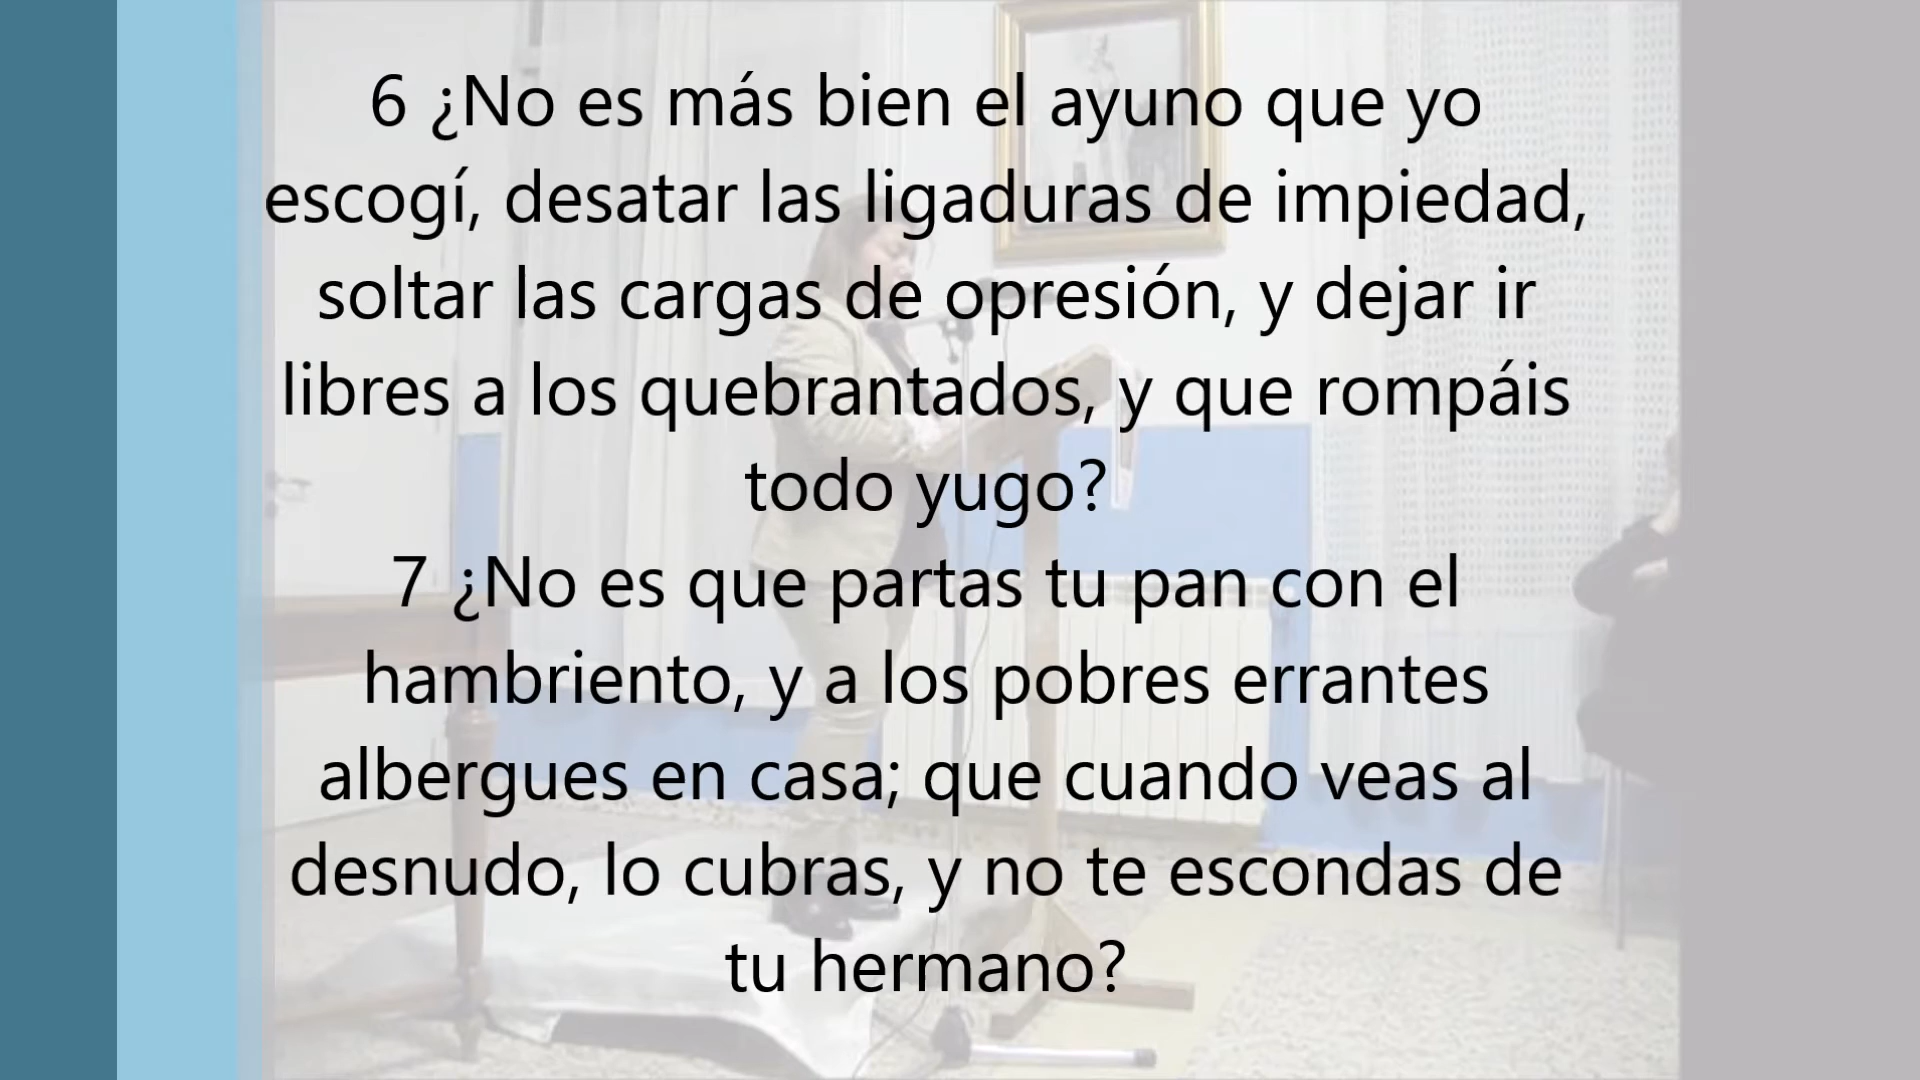 6 ¿No es más bien el ayuno que yo
escogí, desatar las ligaduras de impiedad,
soltar las cargas de opresión, y dejar ir
libres a los quebrantados, y que rompáis
todo yugo?
7 ¿No es que partas tu pan con el
hambriento, y a los pobres errantes
albergues en casa; que cuando veas al
desnudo, lo cubras, y no te escondas de
tu hermano?